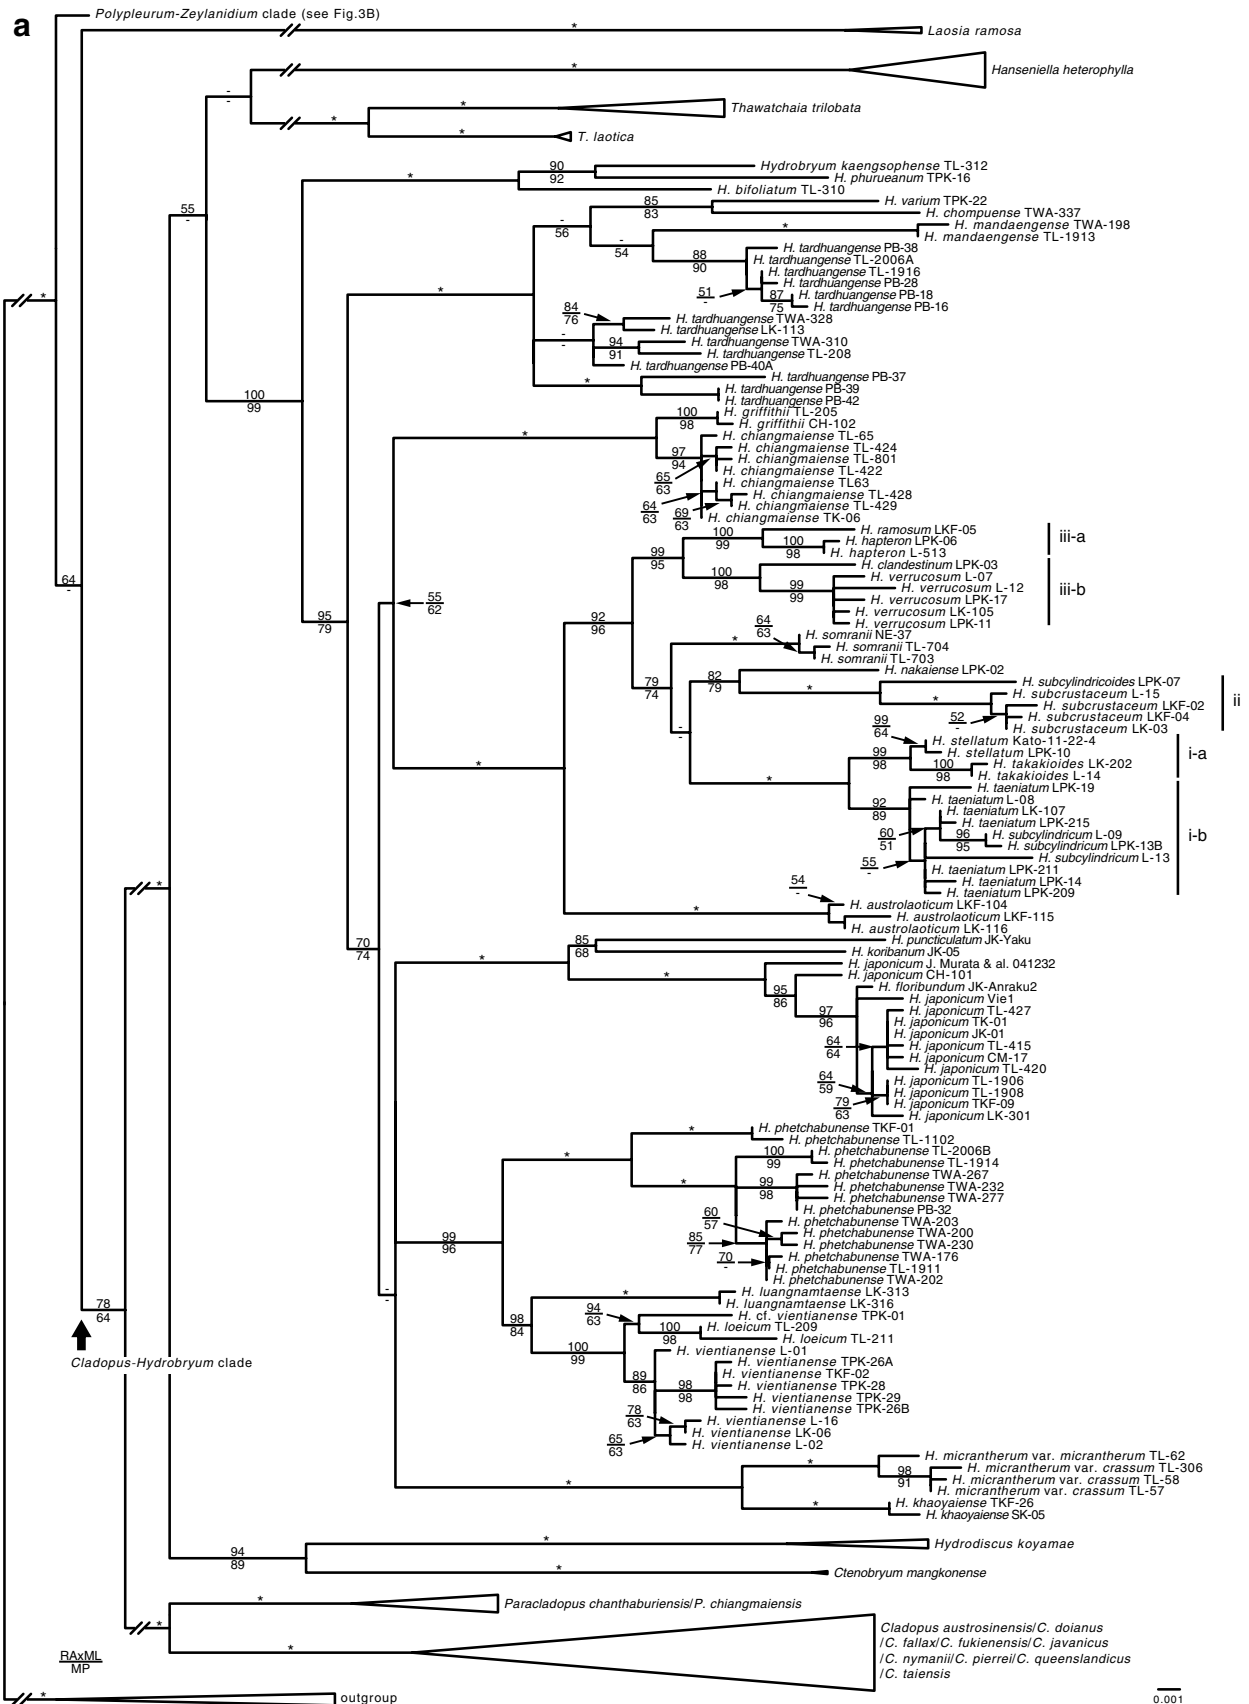 a
Polypleurum-Zeylanidium clade (see Fig.3B)
Laosia ramosa
*
Hanseniella heterophylla
*
-
-
Thawatchaia trilobata
*
*
T. laotica
*
Hydrobryum kaengsophense TL-312
90
92
H. phurueanum TPK-16
*
H. bifoliatum TL-310
H. varium TPK-22
85
83
H. chompuense TWA-337
55
-
-
56
H. mandaengense TWA-198
*
H. mandaengense TL-1913
-
54
H. tardhuangense PB-38
88
90
H. tardhuangense TL-2006A
H. tardhuangense TL-1916
H. tardhuangense PB-28
51
-
87
75
H. tardhuangense PB-18
H. tardhuangense PB-16
*
*
84
76
H. tardhuangense TWA-328
H. tardhuangense LK-113
-
-
94
91
H. tardhuangense TWA-310
H. tardhuangense TL-208
H. tardhuangense PB-40A
H. tardhuangense PB-37
*
H. tardhuangense PB-39
H. tardhuangense PB-42
100
99
H. griffithii TL-205
100
98
H. griffithii CH-102
*
H. chiangmaiense TL-65
97
94
H. chiangmaiense TL-424
H. chiangmaiense TL-801
H. chiangmaiense TL-422
65
63
H. chiangmaiense TL63
H. chiangmaiense TL-428
H. chiangmaiense TL-429
64
63
69
63
H. chiangmaiense TK-06
H. ramosum LKF-05
100
99
H. hapteron LPK-06
100
98
H. hapteron L-513
iii-a
99
95
H. clandestinum LPK-03
100
98
H. verrucosum L-07
99
99
H. verrucosum L-12
H. verrucosum LPK-17
H. verrucosum LK-105
H. verrucosum LPK-11
iii-b
64
-
55
62
92
96
95
79
64
63
H. somranii NE-37
*
H. somranii TL-704
H. somranii TL-703
79
74
H. nakaiense LPK-02
82
79
H. subcylindricoides LPK-07
*
H. subcrustaceum L-15
*
H. subcrustaceum LKF-02
52
-
H. subcrustaceum LKF-04
H. subcrustaceum LK-03
ii
-
-
99
64
H. stellatum Kato-11-22-4
H. stellatum LPK-10
99
98
100
98
H. takakioides LK-202
H. takakioides L-14
i-a
*
*
H. taeniatum LPK-19
92
89
H. taeniatum L-08
H. taeniatum LK-107
H. taeniatum LPK-215
60
51
96
95
H. subcylindricum L-09
H. subcylindricum LPK-13B
H. subcylindricum L-13
55
-
H. taeniatum LPK-211
H. taeniatum LPK-14
H. taeniatum LPK-209
i-b
*
54
-
H. austrolaoticum LKF-104
*
H. austrolaoticum LKF-115
H. austrolaoticum LK-116
70
74
H. puncticulatum JK-Yaku
85
68
H. koribanum JK-05
H. japonicum J. Murata & al. 041232
*
H. japonicum CH-101
95
86
H. floribundum JK-Anraku2
97
96
H. japonicum Vie1
H. japonicum TL-427
H. japonicum TK-01
H. japonicum JK-01
64
64
H. japonicum TL-415
H. japonicum CM-17
H. japonicum TL-420
64
59
H. japonicum TL-1906
H. japonicum TL-1908
79
63
H. japonicum TKF-09
H. japonicum LK-301
H. phetchabunense TKF-01
*
H. phetchabunense TL-1102
*
H. phetchabunense TL-2006B
100
99
H. phetchabunense TL-1914
*
H. phetchabunense TWA-267
99
98
H. phetchabunense TWA-232
H. phetchabunense TWA-277
H. phetchabunense PB-32
60
57
H. phetchabunense TWA-203
H. phetchabunense TWA-200
H. phetchabunense TWA-230
85
77
70
-
H. phetchabunense TWA-176
H. phetchabunense TL-1911
H. phetchabunense TWA-202
99
96
-
-
H. luangnamtaense LK-313
*
H. luangnamtaense LK-316
98
84
94
63
H. cf. vientianense TPK-01
100
98
H. loeicum TL-209
H. loeicum TL-211
100
99
H. vientianense L-01
89
86
H. vientianense TPK-26A
H. vientianense TKF-02
98
98
H. vientianense TPK-28
H. vientianense TPK-29
H. vientianense TPK-26B
78
63
H. vientianense L-16
H. vientianense LK-06
65
63
H. vientianense L-02
78
64
Cladopus-Hydrobryum clade
H. micrantherum var. micrantherum TL-62
*
98
91
H. micrantherum var. crassum TL-306
H. micrantherum var. crassum TL-58
H. micrantherum var. crassum TL-57
*
H. khaoyaiense TKF-26
*
H. khaoyaiense SK-05
Hydrodiscus koyamae
*
94
89
Ctenobryum mangkonense
*
Paracladopus chanthaburiensis/P. chiangmaiensis
*
*
Cladopus austrosinensis/C. doianus
/C. fallax/C. fukienensis/C. javanicus
/C. nymanii/C. pierrei/C. queenslandicus
/C. taiensis
*
RAxML
MP
outgroup
*
0.001